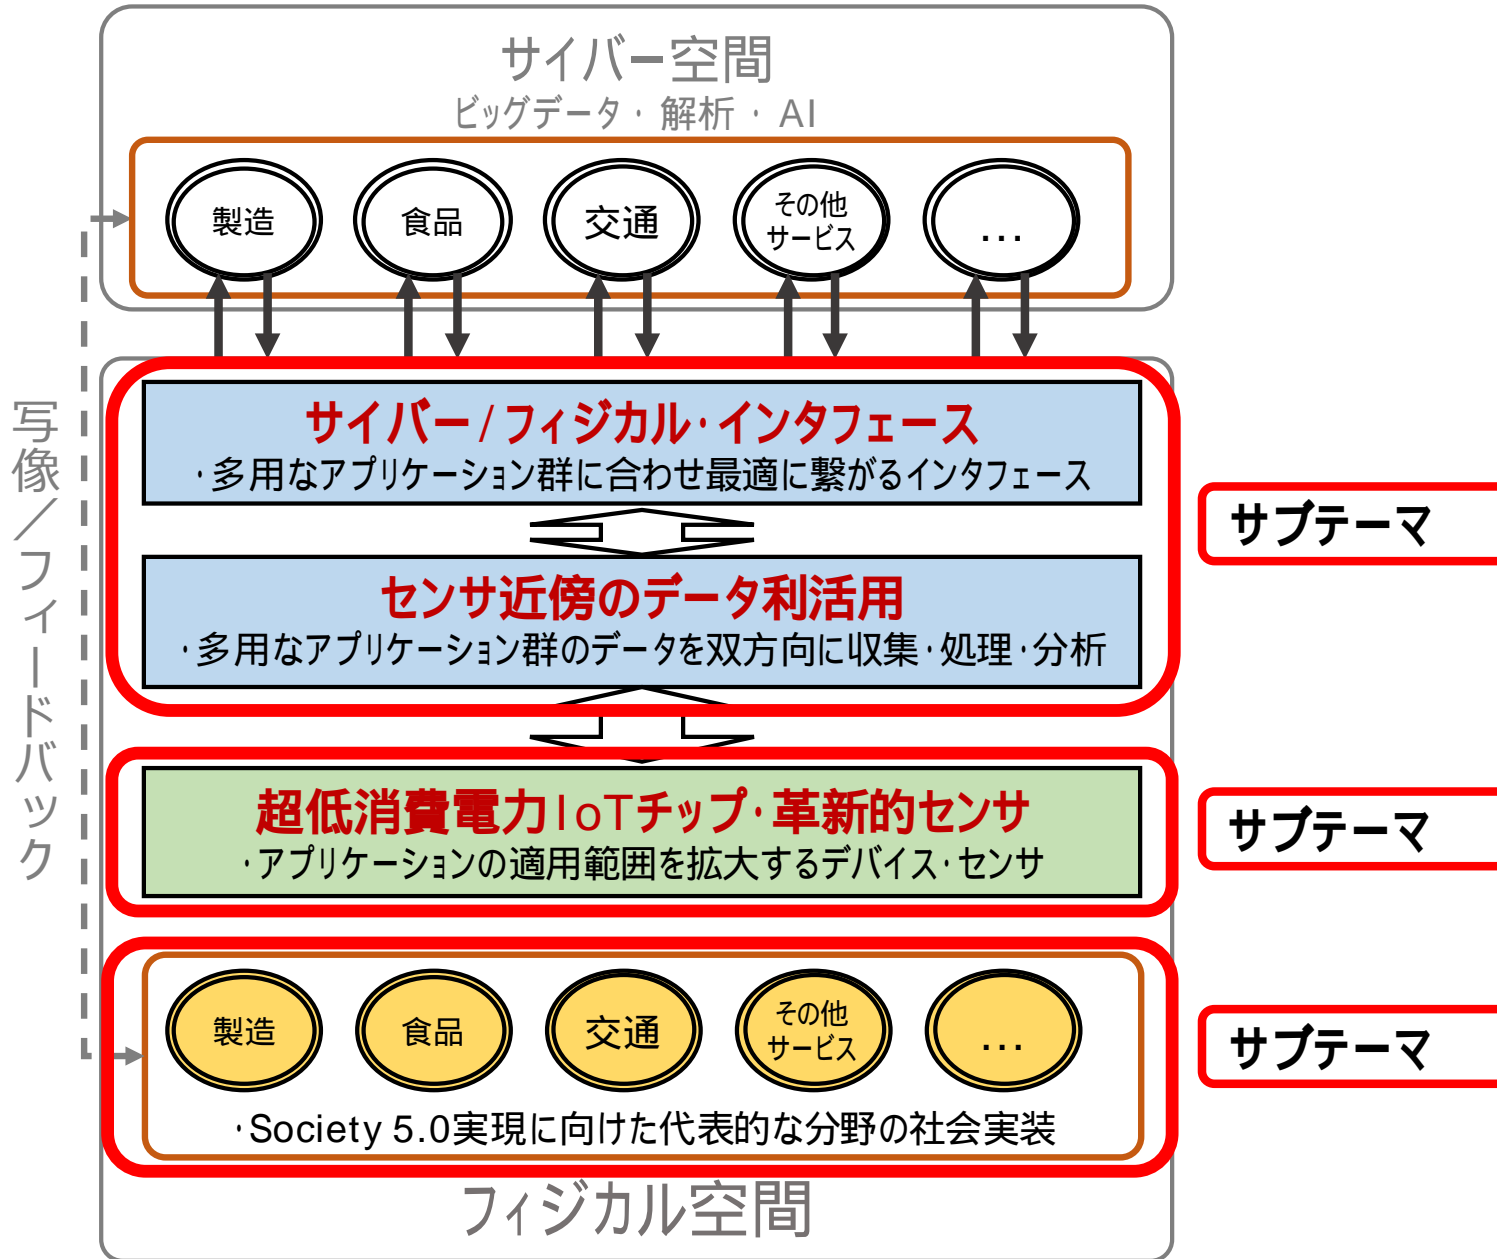 サイバー空間
ビッグデータ・解析・AI
製造
食品
交通
その他
サービス
…
写像／フィードバック
サイバー/フィジカル・インタフェース
・多用なアプリケーション群に合わせ最適に繋がるインタフェース
サブテーマ
センサ近傍のデータ利活用
・多用なアプリケーション群のデータを双方向に収集・処理・分析
超低消費電力IoTチップ・革新的センサ
・アプリケーションの適用範囲を拡大するデバイス・センサ
サブテーマ
製造
食品
交通
その他
サービス
…
・Society 5.0実現に向けた代表的な分野の社会実装
サブテーマ
フィジカル空間